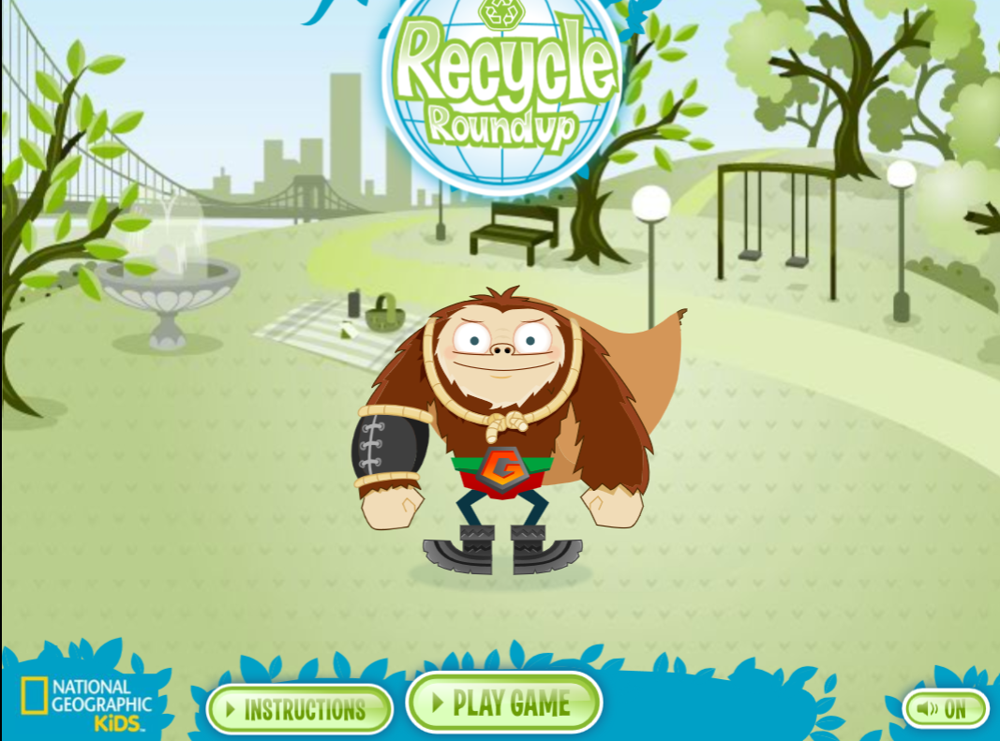 Recycle
Roundup
G
NATIONAL
GEOGRAPHIC
KiDS
INSTRUCTIONS
PLAY GAME
ON